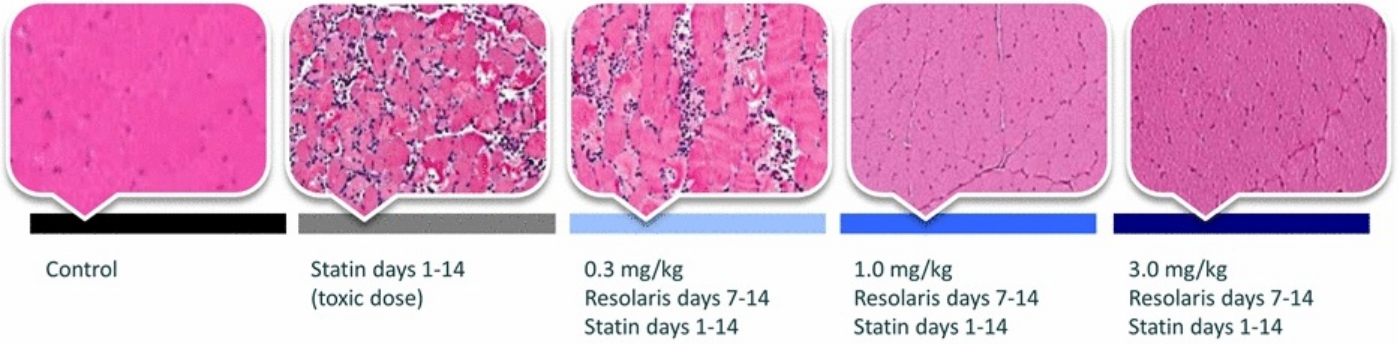 Control
Statin days 1-14
(toxic dose)
0.3 mg/kg
Resolaris days 7-14
Statin days 1-14
1.0 mg/kg
Resolaris days 7-14
Statin days 1-14
3.0 mg/kg
Resolaris days 7-14
Statin days 1-14